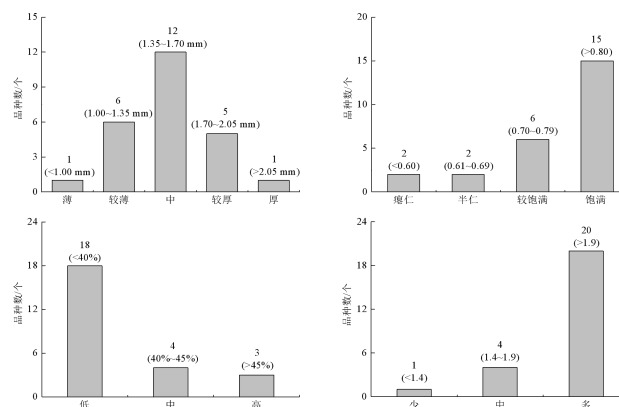 15
12
9
6
3
0
品种数/个
1
(<1.00 mm)
6
(1.00~1.35 mm)
12
(1.35~1.70 mm)
5
(1.70~2.05 mm)
1
(>2.05 mm)
薄
较薄
中
较厚
厚
20
15
10
5
0
品种数/个
2
(<0.60)
2
(0.61~0.69)
6
(0.70~0.79)
15
(>0.80)
瘪仁
半仁
较饱满
饱满
24
18
12
6
0
品种数/个
18
(<40%)
4
(40%~45%)
3
(>45%)
低
中
高
24
18
12
6
0
品种数/个
1
(<1.4)
4
(1.4~1.9)
20
(>1.9)
少
中
多